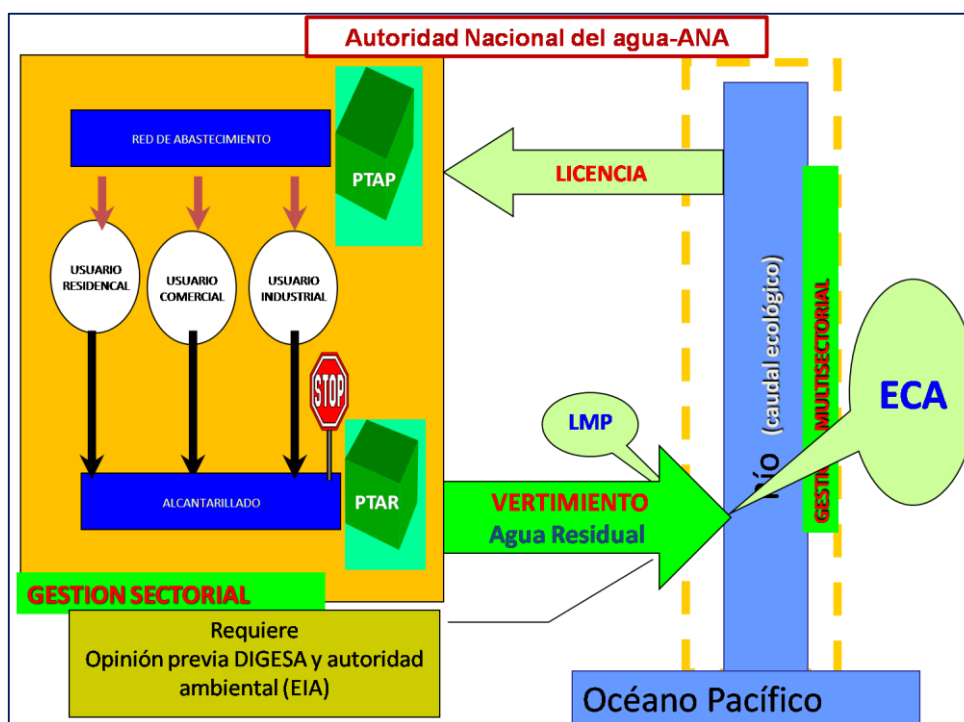 Autoridad Nacional del agua-ANA
RED DE ABASTECIMIENTO
PTAP
LICENCIA
USUARIO
RESIDENCAL
USUARIO
COMERCIAL
USUARIO
INDUSTRIAL
STOP
ALCANTARILLADO
PTAR
LMP
VERTIMIENTO
Agua Residual
Río (caudal ecológico)
MULTISECTORIAL
ECA
GESTION SECTORIAL
Requiere
Opinión previa DIGESA y autoridad
ambiental (EIA)
Océano Pacífico